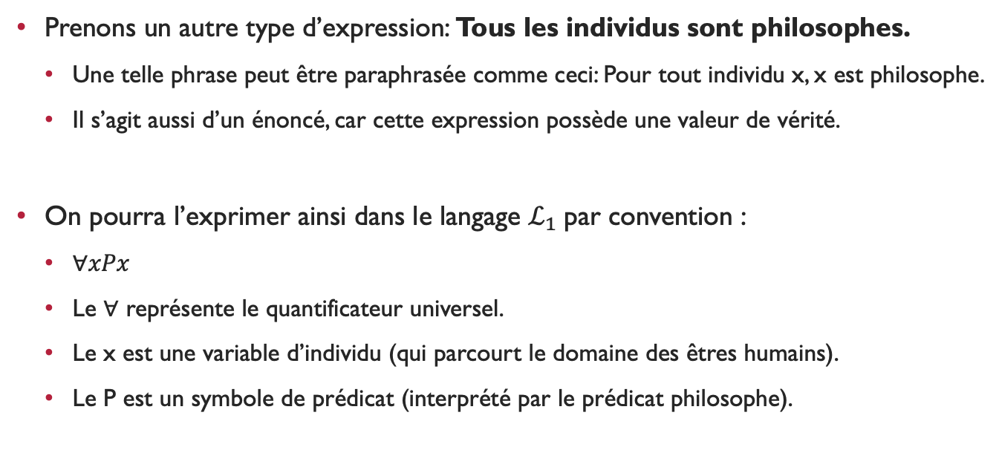 • Prenons un autre type d’expression: Tous les individus sont philosophes.
• Une telle phrase peut être paraphrasée comme ceci: Pour tout individu x, x est philosophe.
• Il s’agit aussi d’un énoncé, car cette expression possède une valeur de vérité.
• On pourra l’exprimer ainsi dans le langage ℒ₁ par convention :
• ∀𝑥𝑃𝑥
• Le ∀ représente le quantificateur universel.
• Le x est une variable d’individu (qui parcourt le domaine des êtres humains).
• Le P est un symbole de prédicat (interprété par le prédicat philosophe).